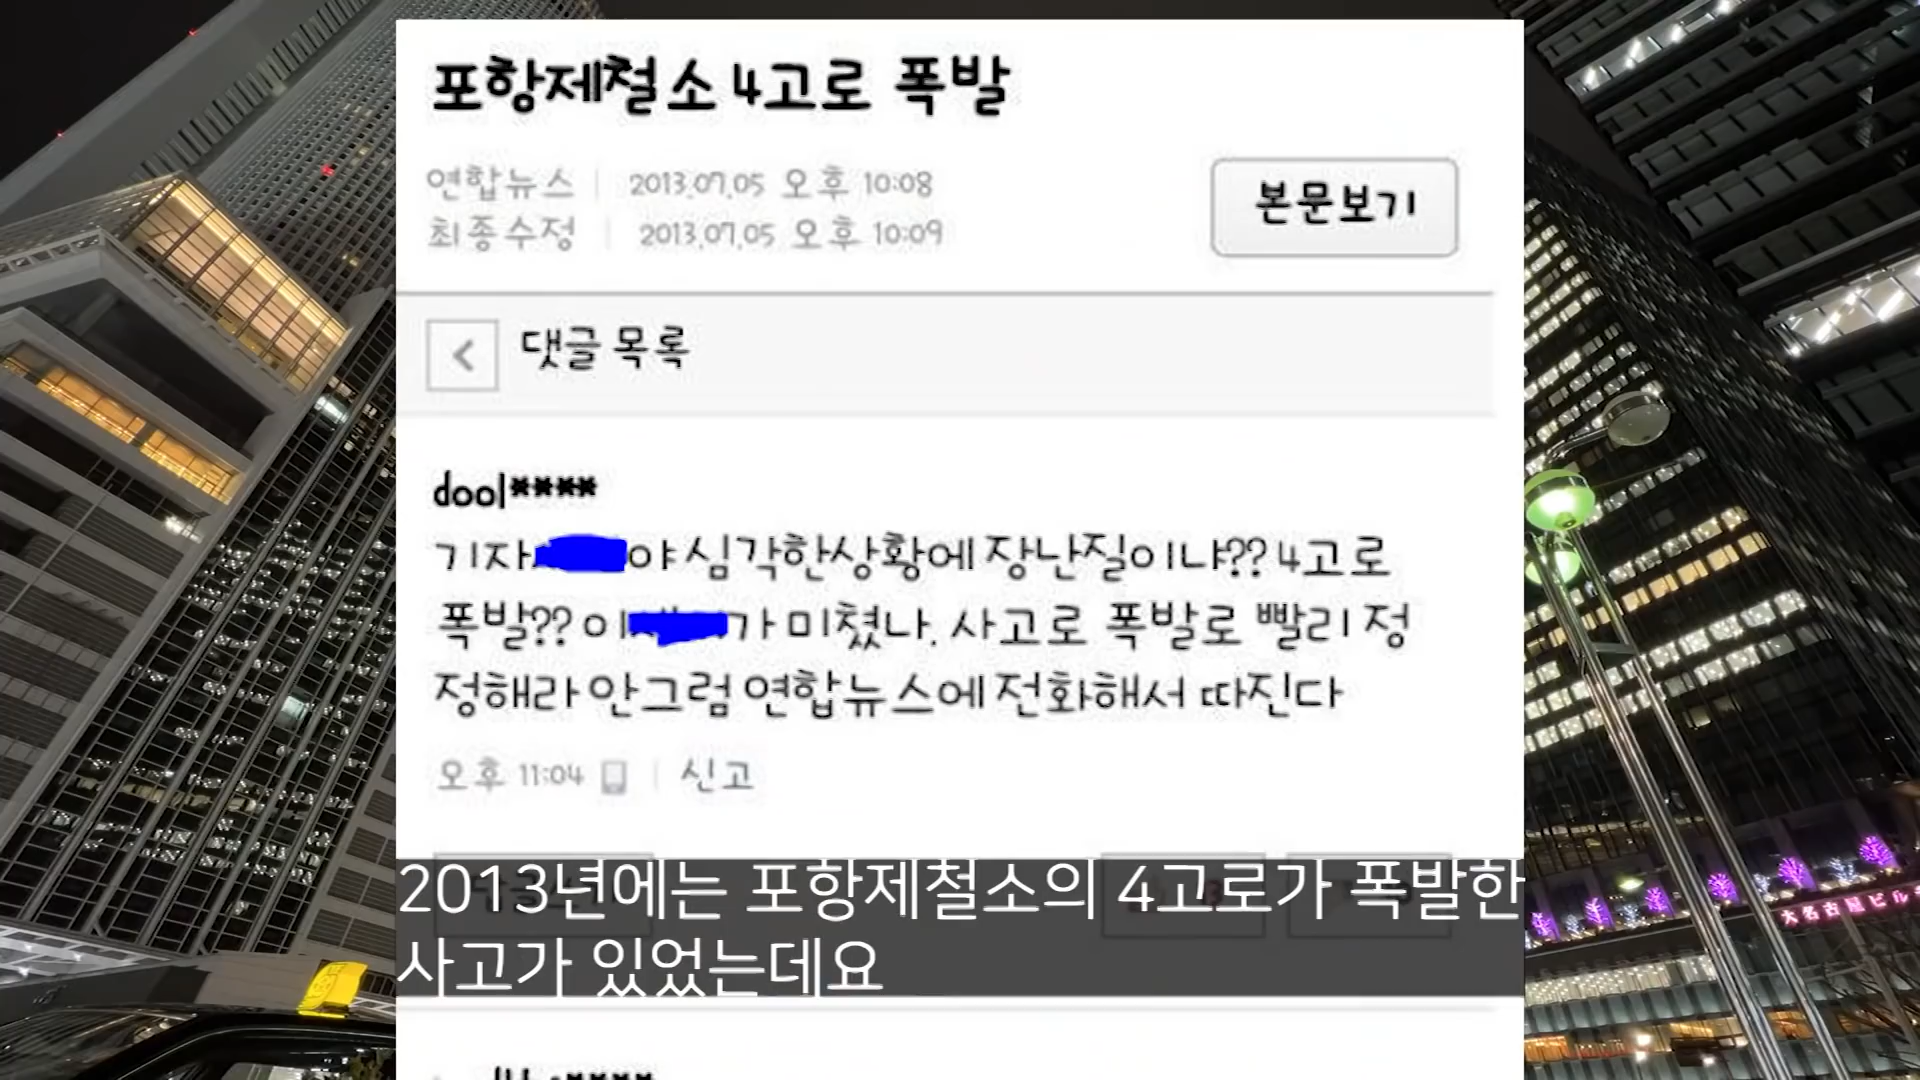 포항제철소 4고로 폭발
연합뉴스 2013.07.05 오후 10:08
최종수정 2013.07.05 오후 10:09
본문보기
댓글 목록
dool****
기자 야 심각한상황에 장난질이냐?? 4고로
폭발?? 이 가 미쳤나. 사고로 폭발로 빨리 정
정해라 안그럼 연합뉴스에 전화해서 따진다
오후 11:04 신고
2013년에는 포항제철소의 4고로가 폭발한
사고가 있었는데요
大名古屋ビル